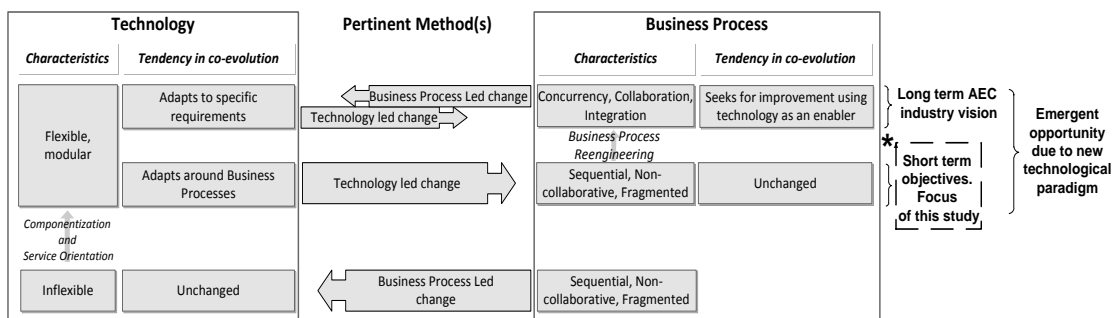 Technology
Pertinent Method(s)
Business Process
Characteristics
Tendency in co-evolution
Characteristics
Tendency in co-evolution
Flexible,
modular
Adapts to specific
requirements
Business Process Led change
Technology led change
Concurrency, Collaboration,
Integration
Seeks for improvement using
technology as an enabler
Long term AEC
industry vision
Business Process
Reengineering
Adapts around Business
Processes
Technology led change
Sequential, Non-
collaborative, Fragmented
Unchanged
*
Short term
objectives.
Focus
of this study
Emergent
opportunity
due to new
technological
paradigm
Componentization
and
Service Orientation
Inflexible
Unchanged
Business Process Led
change
Sequential, Non-
collaborative, Fragmented